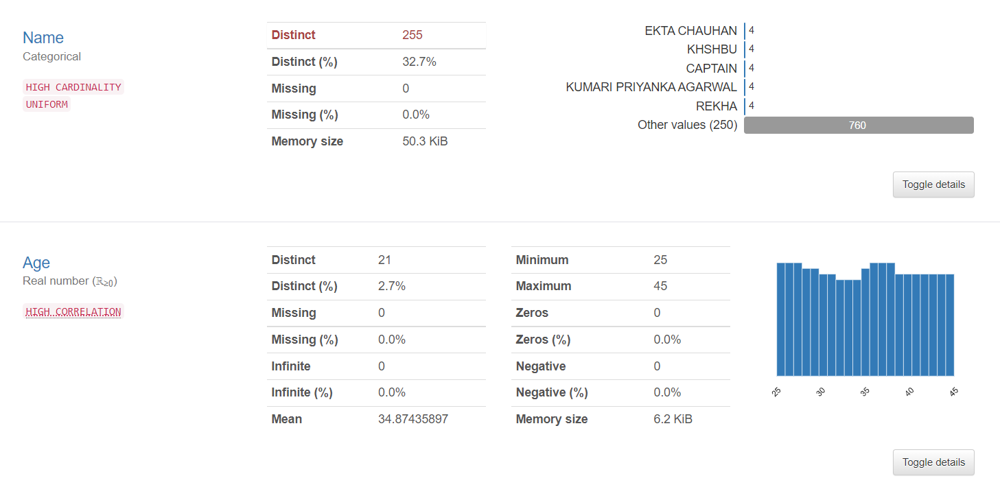 Name
Categorical
HIGH CARDINALITY
UNIFORM
Distinct 255
Distinct (%) 32.7%
Missing 0
Missing (%) 0.0%
Memory size 50.3 KiB
EKTA CHAUHAN 4
KHSHBU 4
CAPTAIN 4
KUMARI PRIYANKA AGARWAL 4
REKHA 4
Other values (250) 760
Toggle details
Age
Real number (ℝ≥0)
HIGH CORRELATION
Distinct 21
Distinct (%) 2.7%
Missing 0
Missing (%) 0.0%
Infinite 0
Infinite (%) 0.0%
Mean 34.87435897
Minimum 25
Maximum 45
Zeros 0
Zeros (%) 0.0%
Negative 0
Negative (%) 0.0%
Memory size 6.2 KiB
25 30 35 40 45
Toggle details